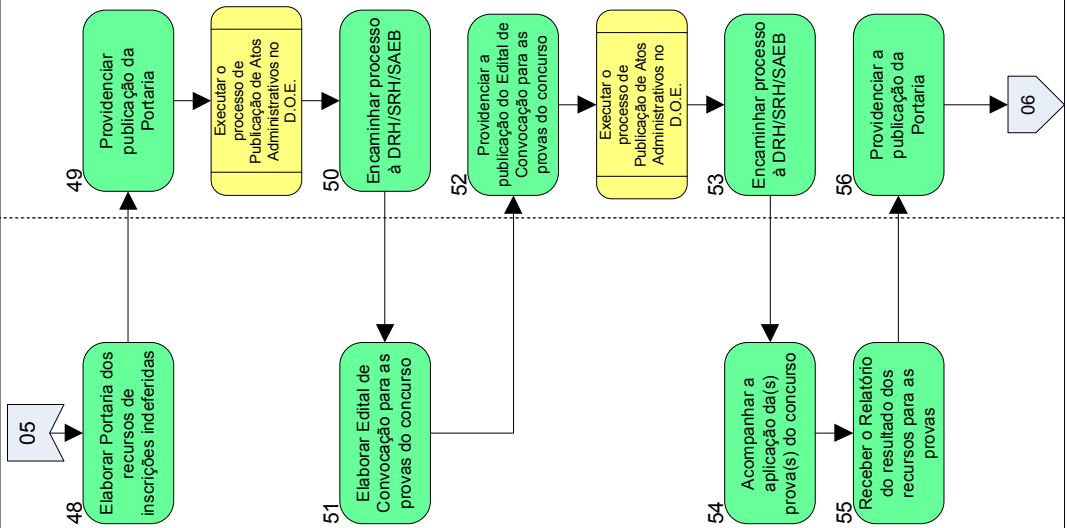 05
48
Elaborar Portaria dos
recursos de
inscrições indeferidas
49
Providenciar
publicação da
Portaria
Executar o
processo de
Publicação de Atos
Administrativos no
D.O.E.
50
Encaminhar processo
à DRH/SRH/SAEB
51
Elaborar Edital de
Convocação para as
provas do concurso
52
Providenciar a
publicação do Edital de
Convocação para as
provas do concurso
Executar o
processo de
Publicação de Atos
Administrativos no
D.O.E.
53
Encaminhar processo
à DRH/SRH/SAEB
54
Acompanhar a
aplicação da(s)
prova(s) do concurso
55
Receber o Relatório
do resultado dos
recursos para as
provas
56
Providenciar a
publicação da
Portaria
06